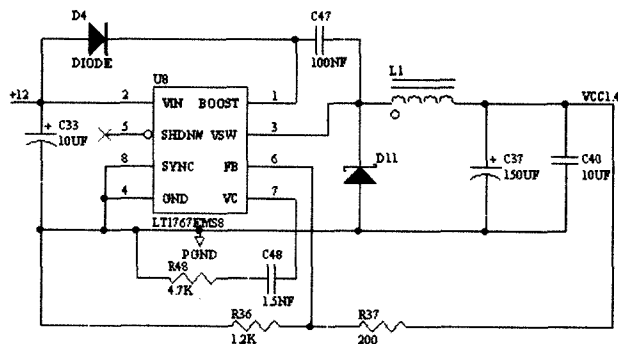 D4
DIODE
C47
100NF
U8
L1
+12
2
VIN
BOOST
1
VCC1.4
C33
10UF
5
SHDNW
VSW
3
8
SYNC
FB
6
D11
C37
150UF
C40
10UF
4
GND
VC
7
LT1767EMS8
PGND
C48
R48
4.7K
1.5NF
R36
1.2K
R37
200